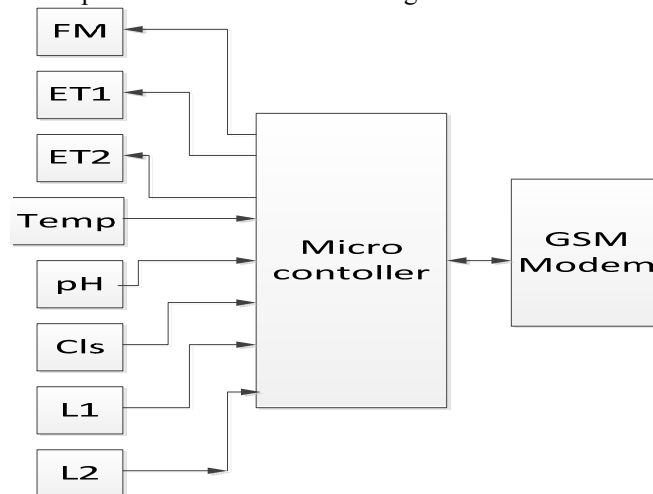 FM
ET1
ET2
Temp
pH
Cls
L1
L2
Micro
contoller
GSM
Modem